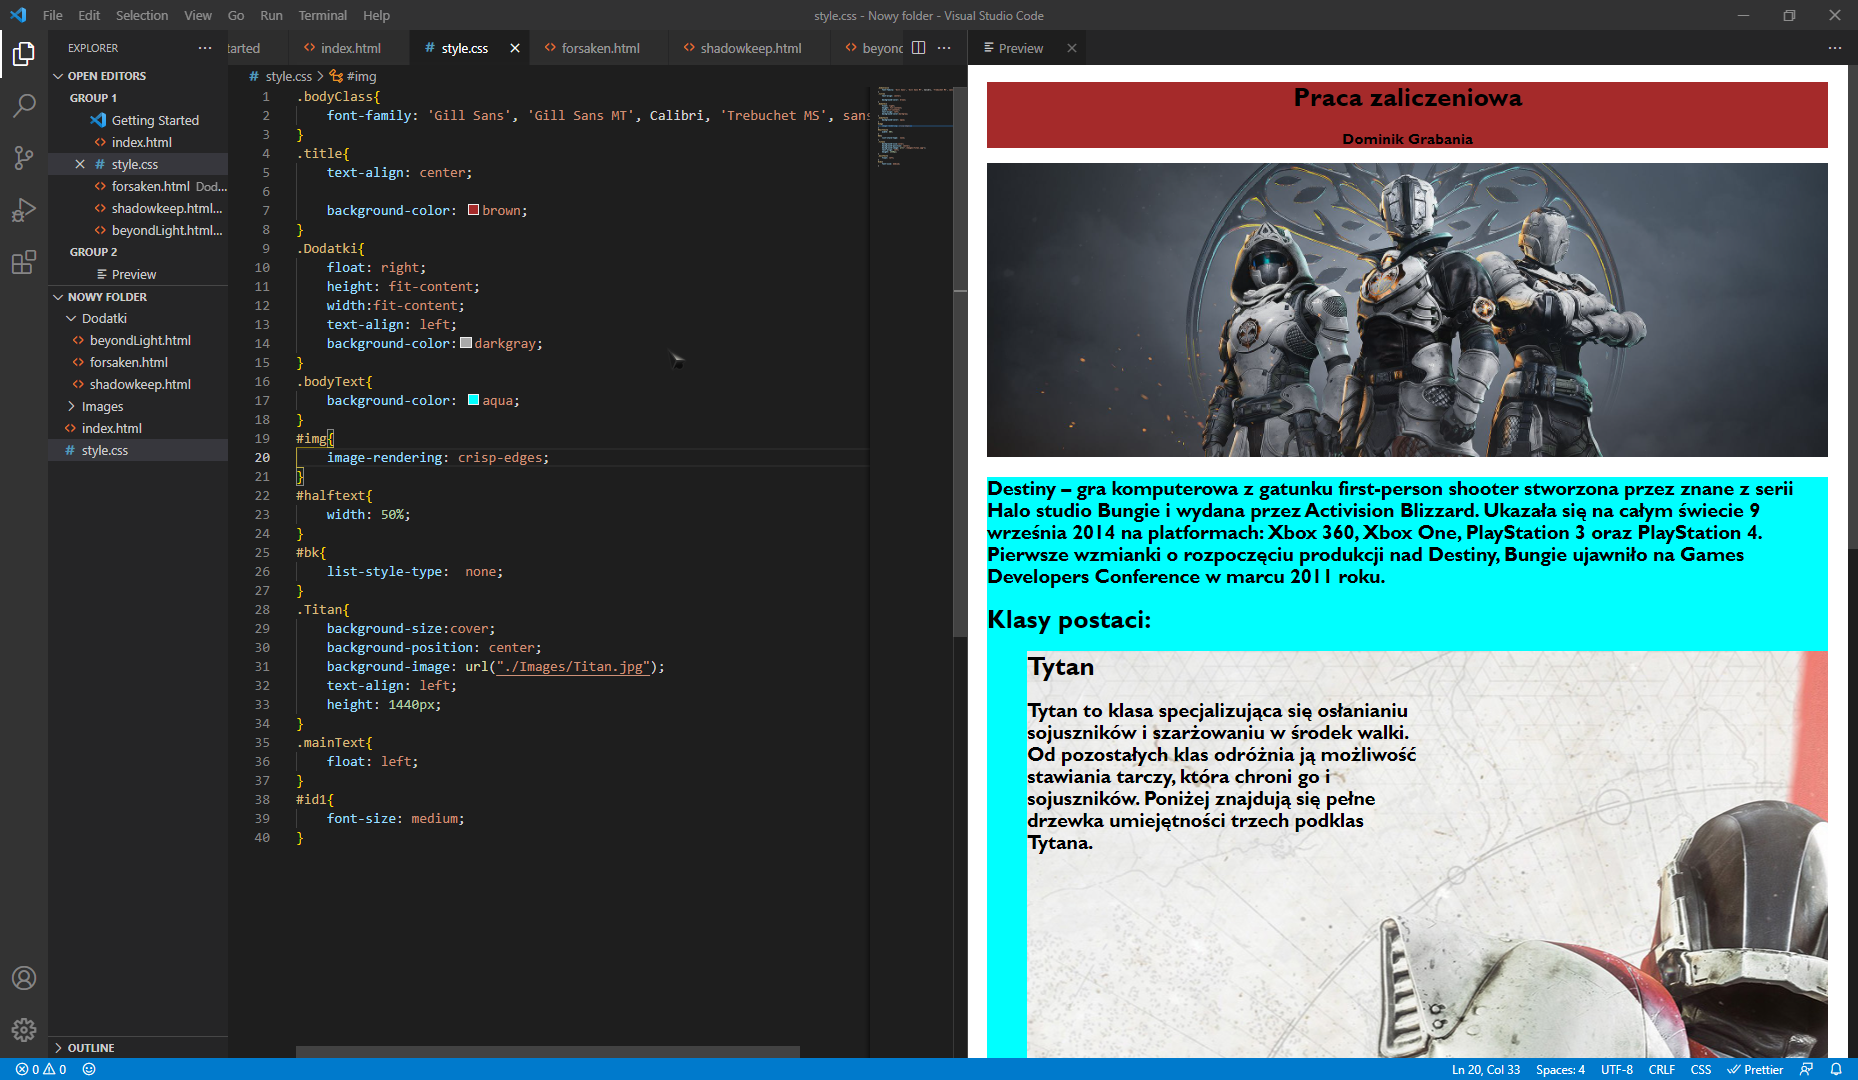 File Edit Selection View Go Run Terminal Help
style.css - Nowy folder - Visual Studio Code
EXPLORER
OPEN EDITORS
GROUP 1
Getting Started
index.html
style.css
forsaken.html Dod...
shadowkeep.html...
beyondLight.html...
GROUP 2
Preview
NOWY FOLDER
Dodatki
beyondLight.html
forsaken.html
shadowkeep.html
Images
index.html
style.css
OUTLINE
tarted index.html # style.css forsaken.html shadowkeep.html beyond
# style.css > #img
1 .bodyClass{
2 font-family: 'Gill Sans', 'Gill Sans MT', Calibri, 'Trebuchet MS', sans
3 }
4 .title{
5 text-align: center;
6
7 background-color: brown;
8 }
9 .Dodatki{
10 float: right;
11 height: fit-content;
12 width:fit-content;
13 text-align: left;
14 background-color: darkgray;
15 }
16 .bodyText{
17 background-color: aqua;
18 }
19 #img{
20 image-rendering: crisp-edges;
21 }
22 #halftext{
23 width: 50%;
24 }
25 #bk{
26 list-style-type:  none;
27 }
28 .Titan{
29 background-size:cover;
30 background-position: center;
31 background-image: url("./Images/Titan.jpg");
32 text-align: left;
33 height: 1440px;
34 }
35 .mainText{
36 float: left;
37 }
38 #id1{
39 font-size: medium;
40 }
Preview
Praca zaliczeniowa
Dominik Grabania
Destiny – gra komputerowa z gatunku first-person shooter stworzona przez znane z serii
Halo studio Bungie i wydana przez Activision Blizzard. Ukazała się na całym świecie 9
września 2014 na platformach: Xbox 360, Xbox One, PlayStation 3 oraz PlayStation 4.
Pierwsze wzmianki o rozpoczęciu produkcji nad Destiny, Bungie ujawniło na Games
Developers Conference w marcu 2011 roku.
Klasy postaci:
Tytan
Tytan to klasa specjalizująca się osłanianiu
sojuszników i szarżowaniu w środek walki.
Od pozostałych klas odróżnia ją możliwość
stawiania tarczy, która chroni go i
sojuszników. Poniżej znajdują się pełne
drzewka umiejętności trzech podklas
Tytana.
0 0 Ln 20, Col 33 Spaces: 4 UTF-8 CRLF CSS Prettier